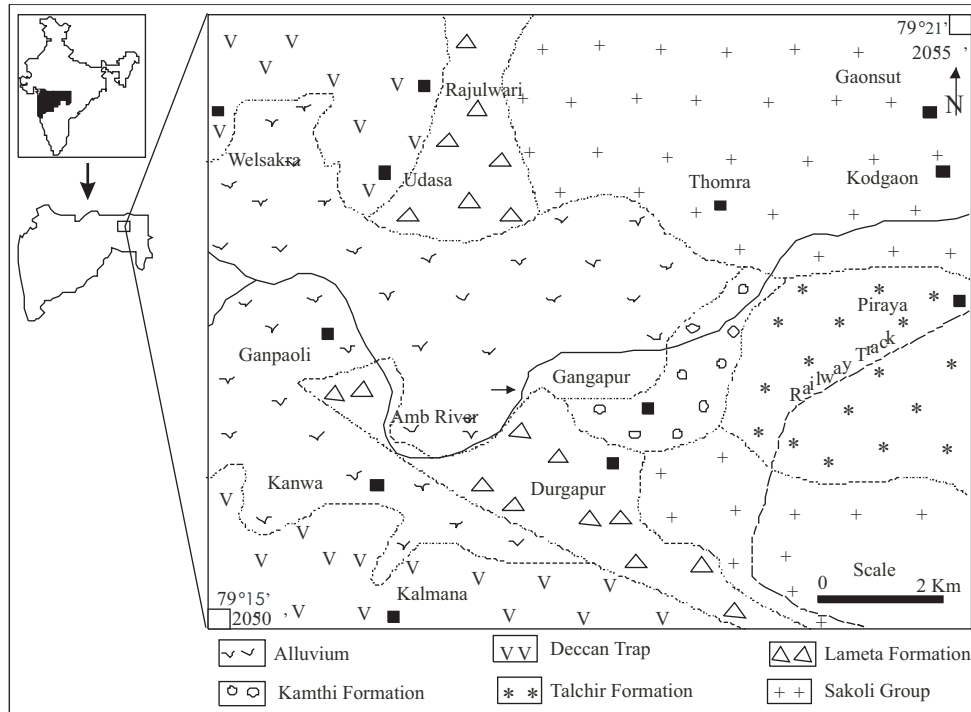 79°21'
2055'
N
Gaonsut
Rajulwari
Welsakra
Udasa
Thomra
Kodgaon
Piraya
Railway Track
Ganpaoli
Gangapur
Amb River
Kanwa
Durgapur
Kalmana
Scale
0 2 Km
79°15'
2050'
Alluvium
V V Deccan Trap
Lameta Formation
Kamthi Formation
* * Talchir Formation
+ + Sakoli Group